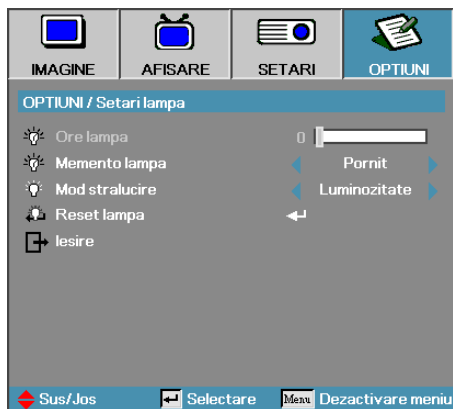 IMAGINE AFISARE SETARI OPTIUNI
OPTIUNI / Setari lampa
Ore lampa 0
Memento lampa Pornit
Mod stralucire Luminozitate
Reset lampa
Iesire
Sus/Jos Selectare Menu Dezactivare meniu